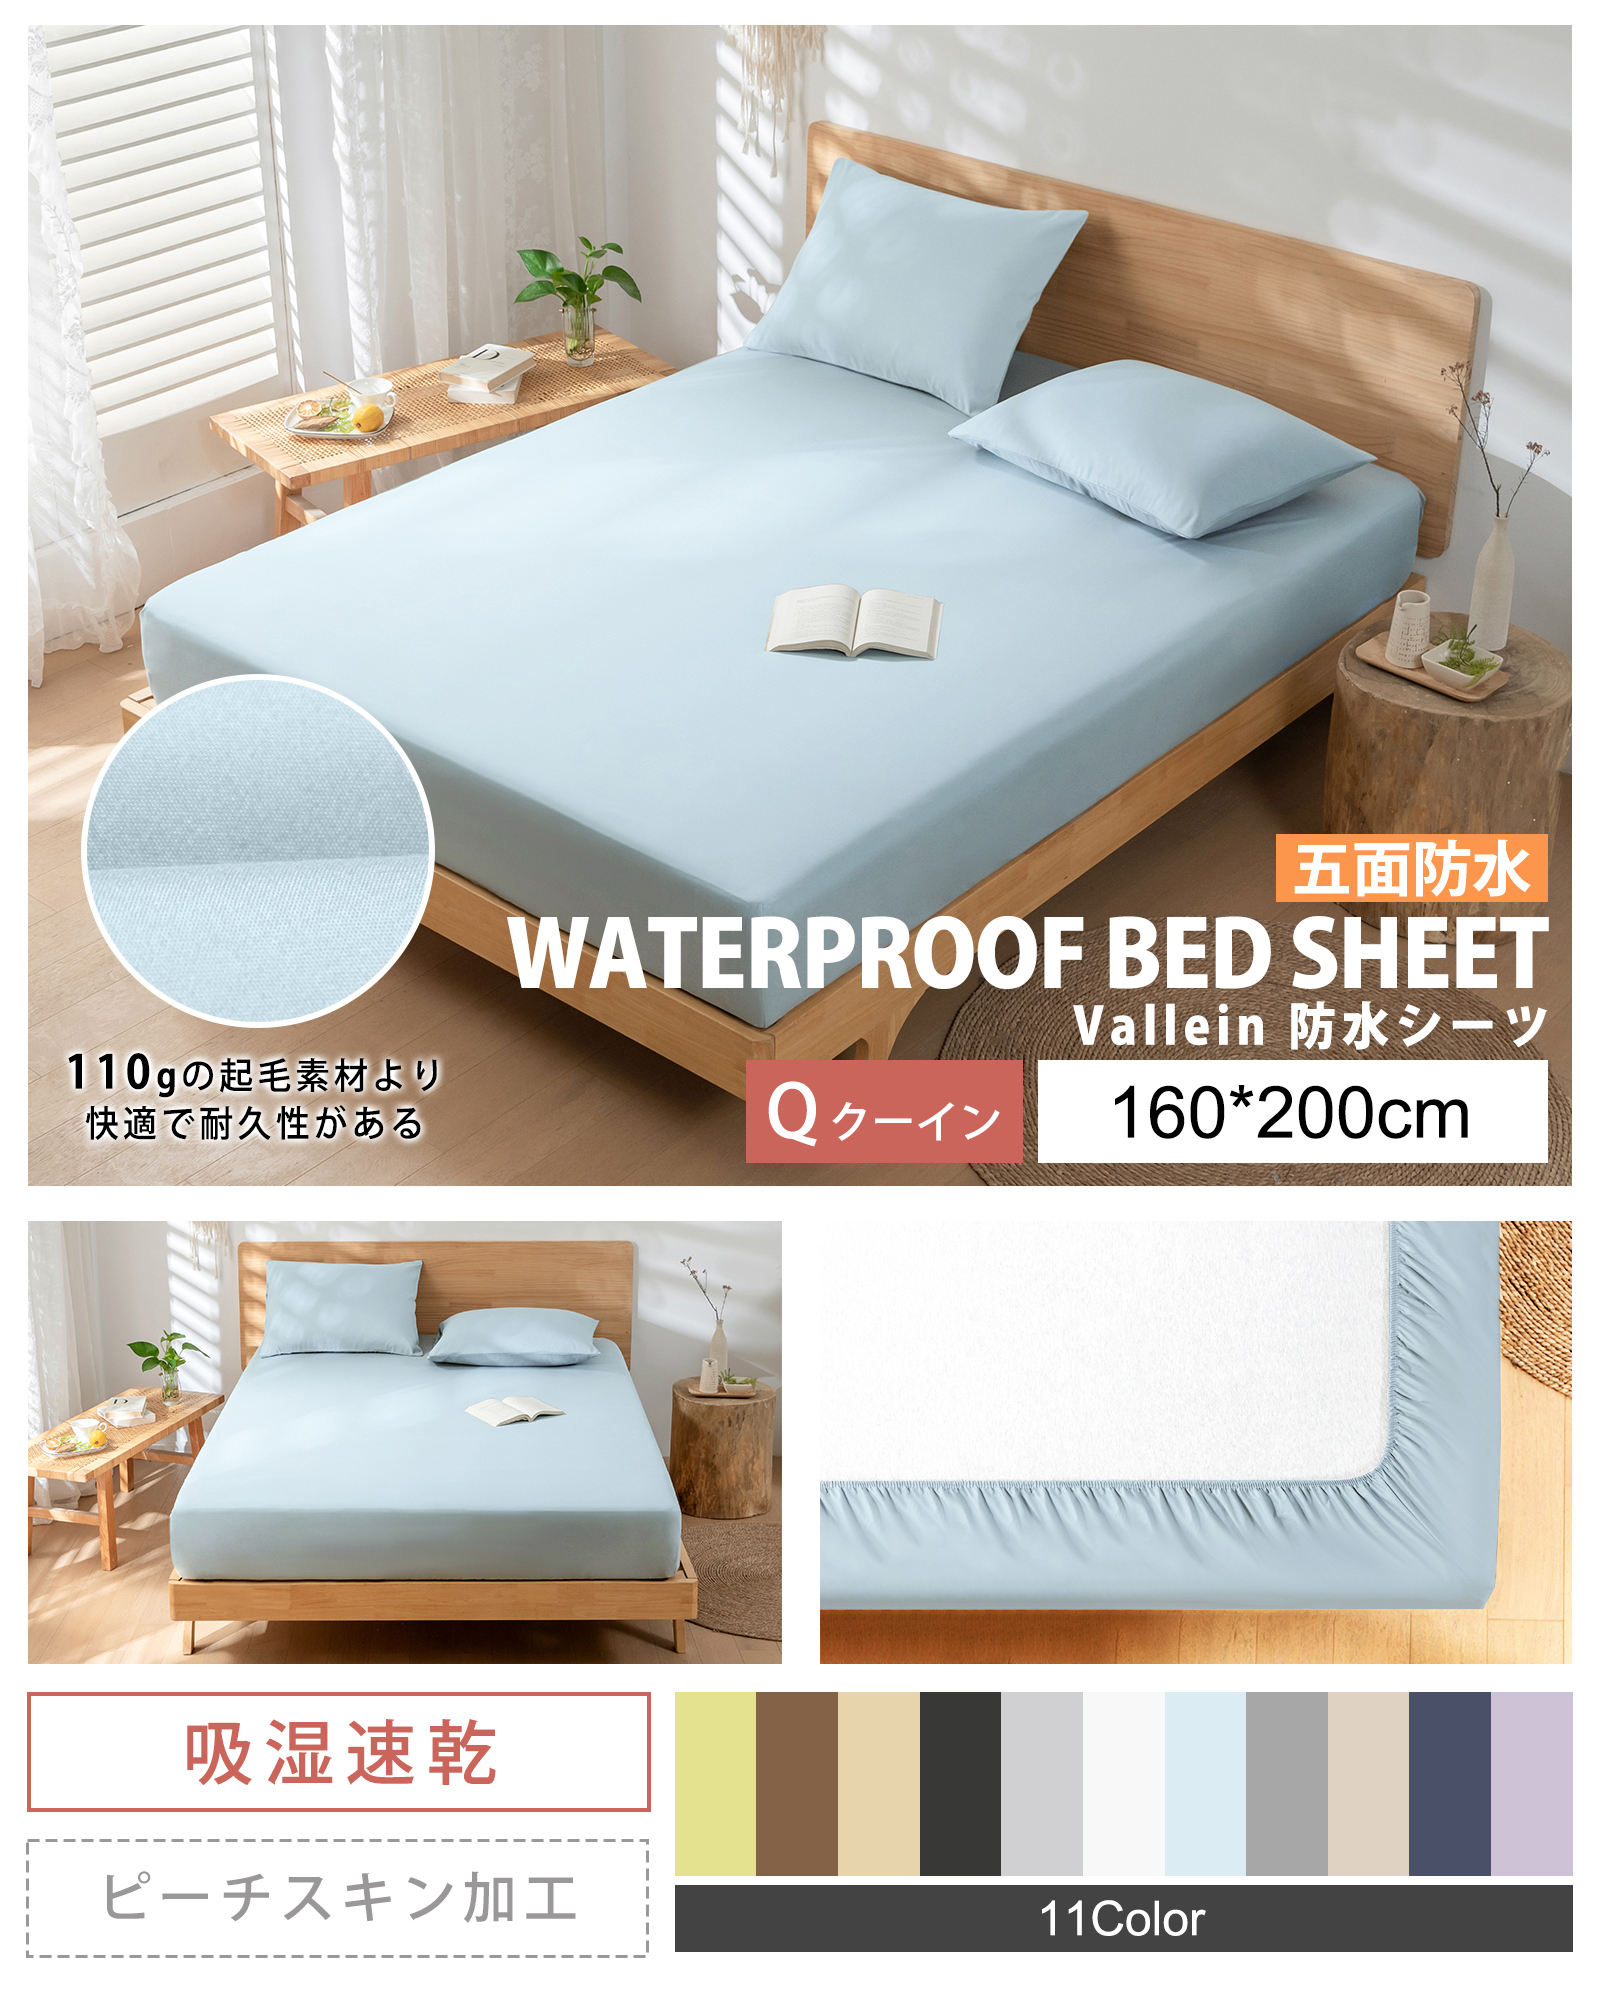 五面防水
WATERPROOF BED SHEET
Vallein 防水シーツ
110gの起毛素材より
快適で耐久性がある
Q クーイン
160*200cm
D
D
吸湿速乾
ピーチスキン加工
11Color